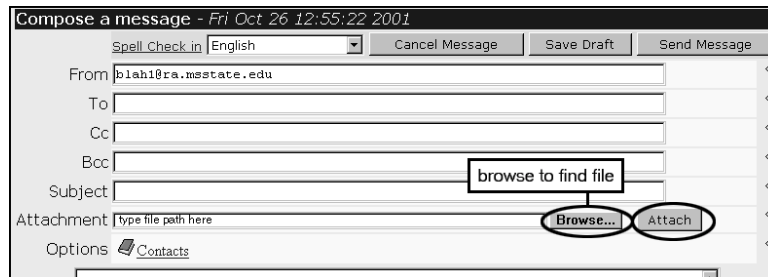 Compose a message - Fri Oct 26 12:55:22 2001
Spell Check in English Cancel Message Save Draft Send Message
From blah1@ra.msstate.edu
To
Cc
Bcc
browse to find file
Subject
Attachment type file path here Browse... Attach
Options Contacts